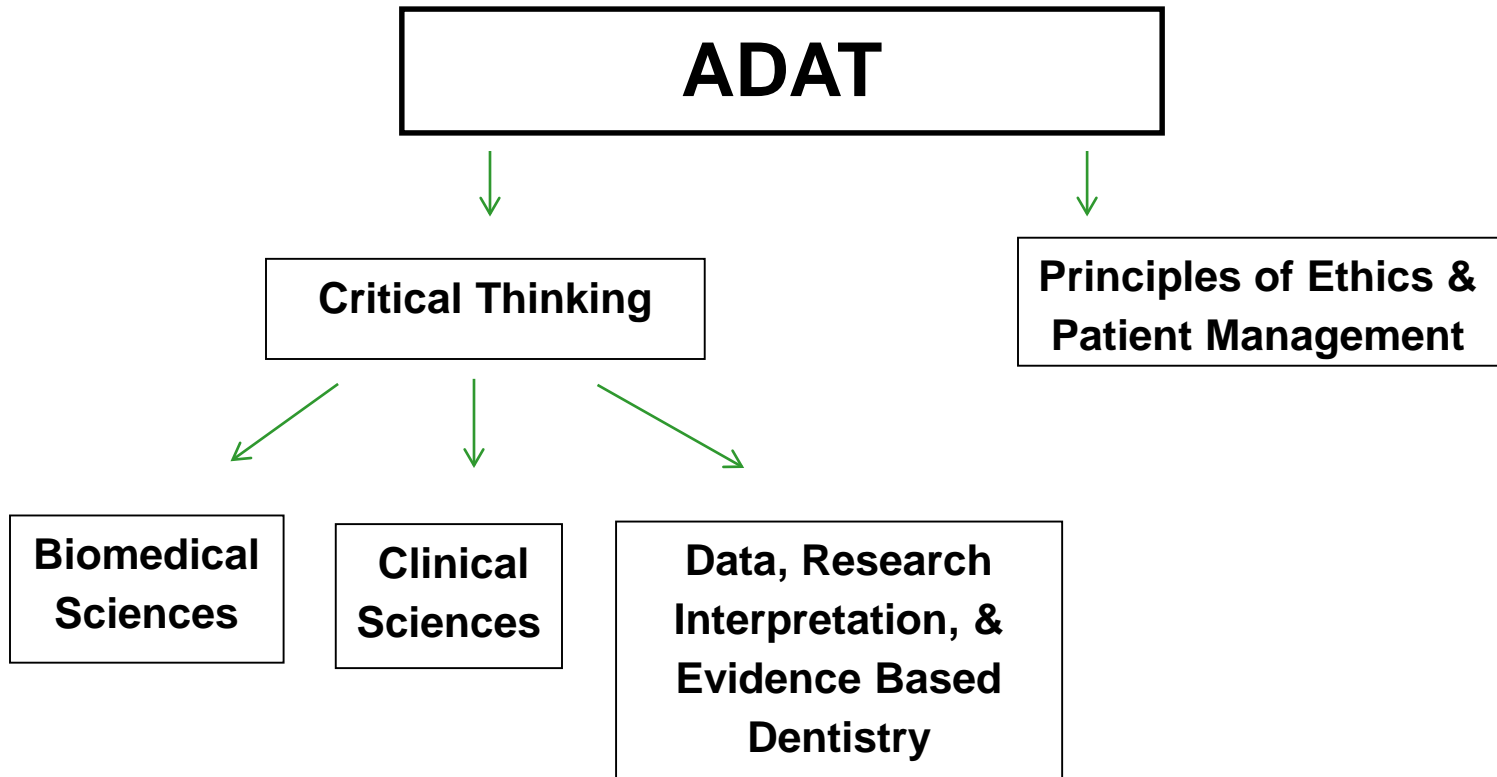 ADAT
Critical Thinking
Principles of Ethics &
Patient Management
Biomedical
Sciences
Clinical
Sciences
Data, Research
Interpretation, &
Evidence Based
Dentistry